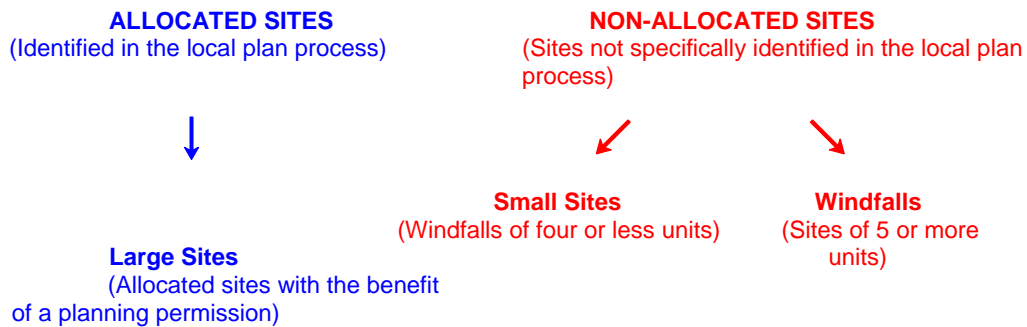 ALLOCATED SITES
(Identified in the local plan process)
NON-ALLOCATED SITES
(Sites not specifically identified in the local plan
process)
Small Sites
(Windfalls of four or less units)
Windfalls
(Sites of 5 or more
units)
Large Sites
(Allocated sites with the benefit
of a planning permission)